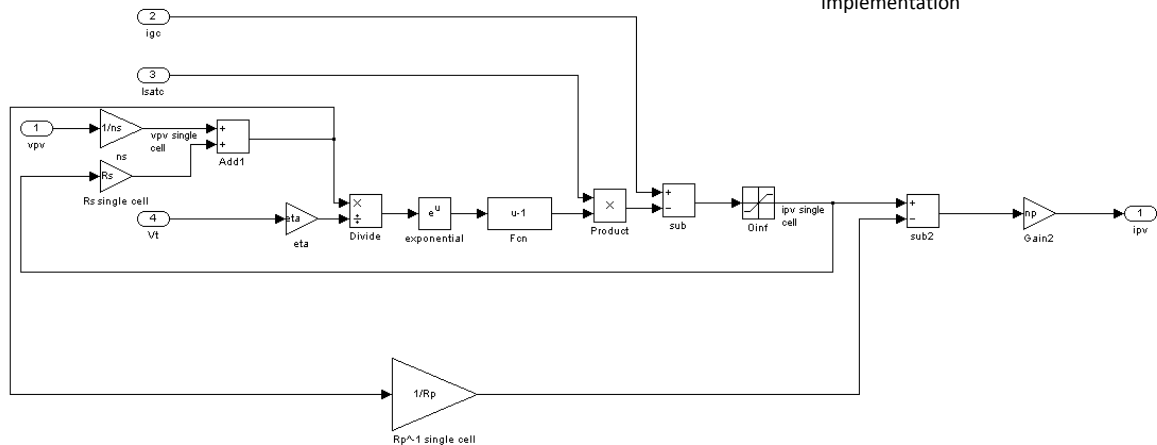 implementation
2
igc
3
Isatc
1
vpv
1/ns
ns
vpv single
cell
+
+
Add1
Rs
Rs single cell
4
Vt
eta
eta
×
÷
Divide
e^u
exponential
u-1
Fcn
×
Product
+
−
sub
0inf
ipv single
cell
+
−
sub2
np
Gain2
1
ipv
1/Rp
Rp^-1 single cell